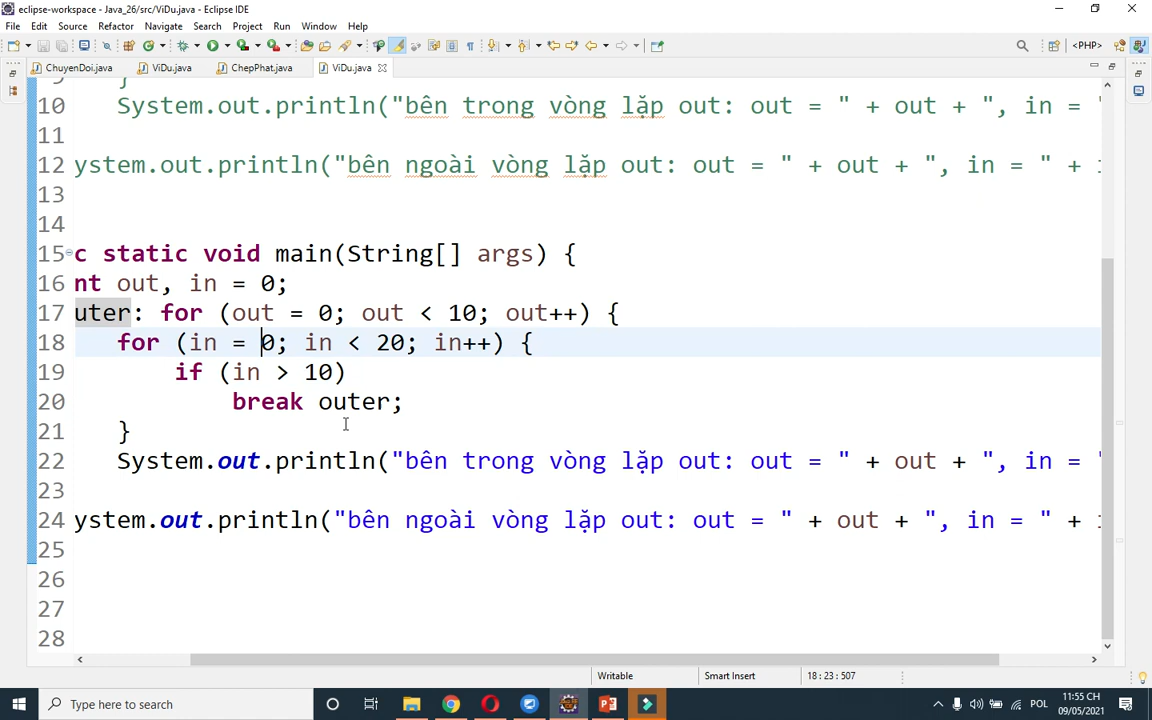 eclipse-workspace - Java_26/src/ViDu.java - Eclipse IDE
File Edit Source Refactor Navigate Search Project Run Window Help
<PHP>
ChuyenDoi.java ViDu.java ChepPhat.java ViDu.java
9 }
10 System.out.println("bên trong vòng lặp out: out = " + out + ", in = "
11
12 ystem.out.println("bên ngoài vòng lặp out: out = " + out + ", in = " + i
13
14
15 c static void main(String[] args) {
16 nt out, in = 0;
17 uter: for (out = 0; out < 10; out++) {
18 for (in = 0; in < 20; in++) {
19 if (in > 10)
20 break outer;
21 }
22 System.out.println("bên trong vòng lặp out: out = " + out + ", in = "
23
24 ystem.out.println("bên ngoài vòng lặp out: out = " + out + ", in = " + i
25
26
27
28
Writable Smart Insert 18 : 23 : 507
Type here to search
POL
11:55 CH
09/05/2021